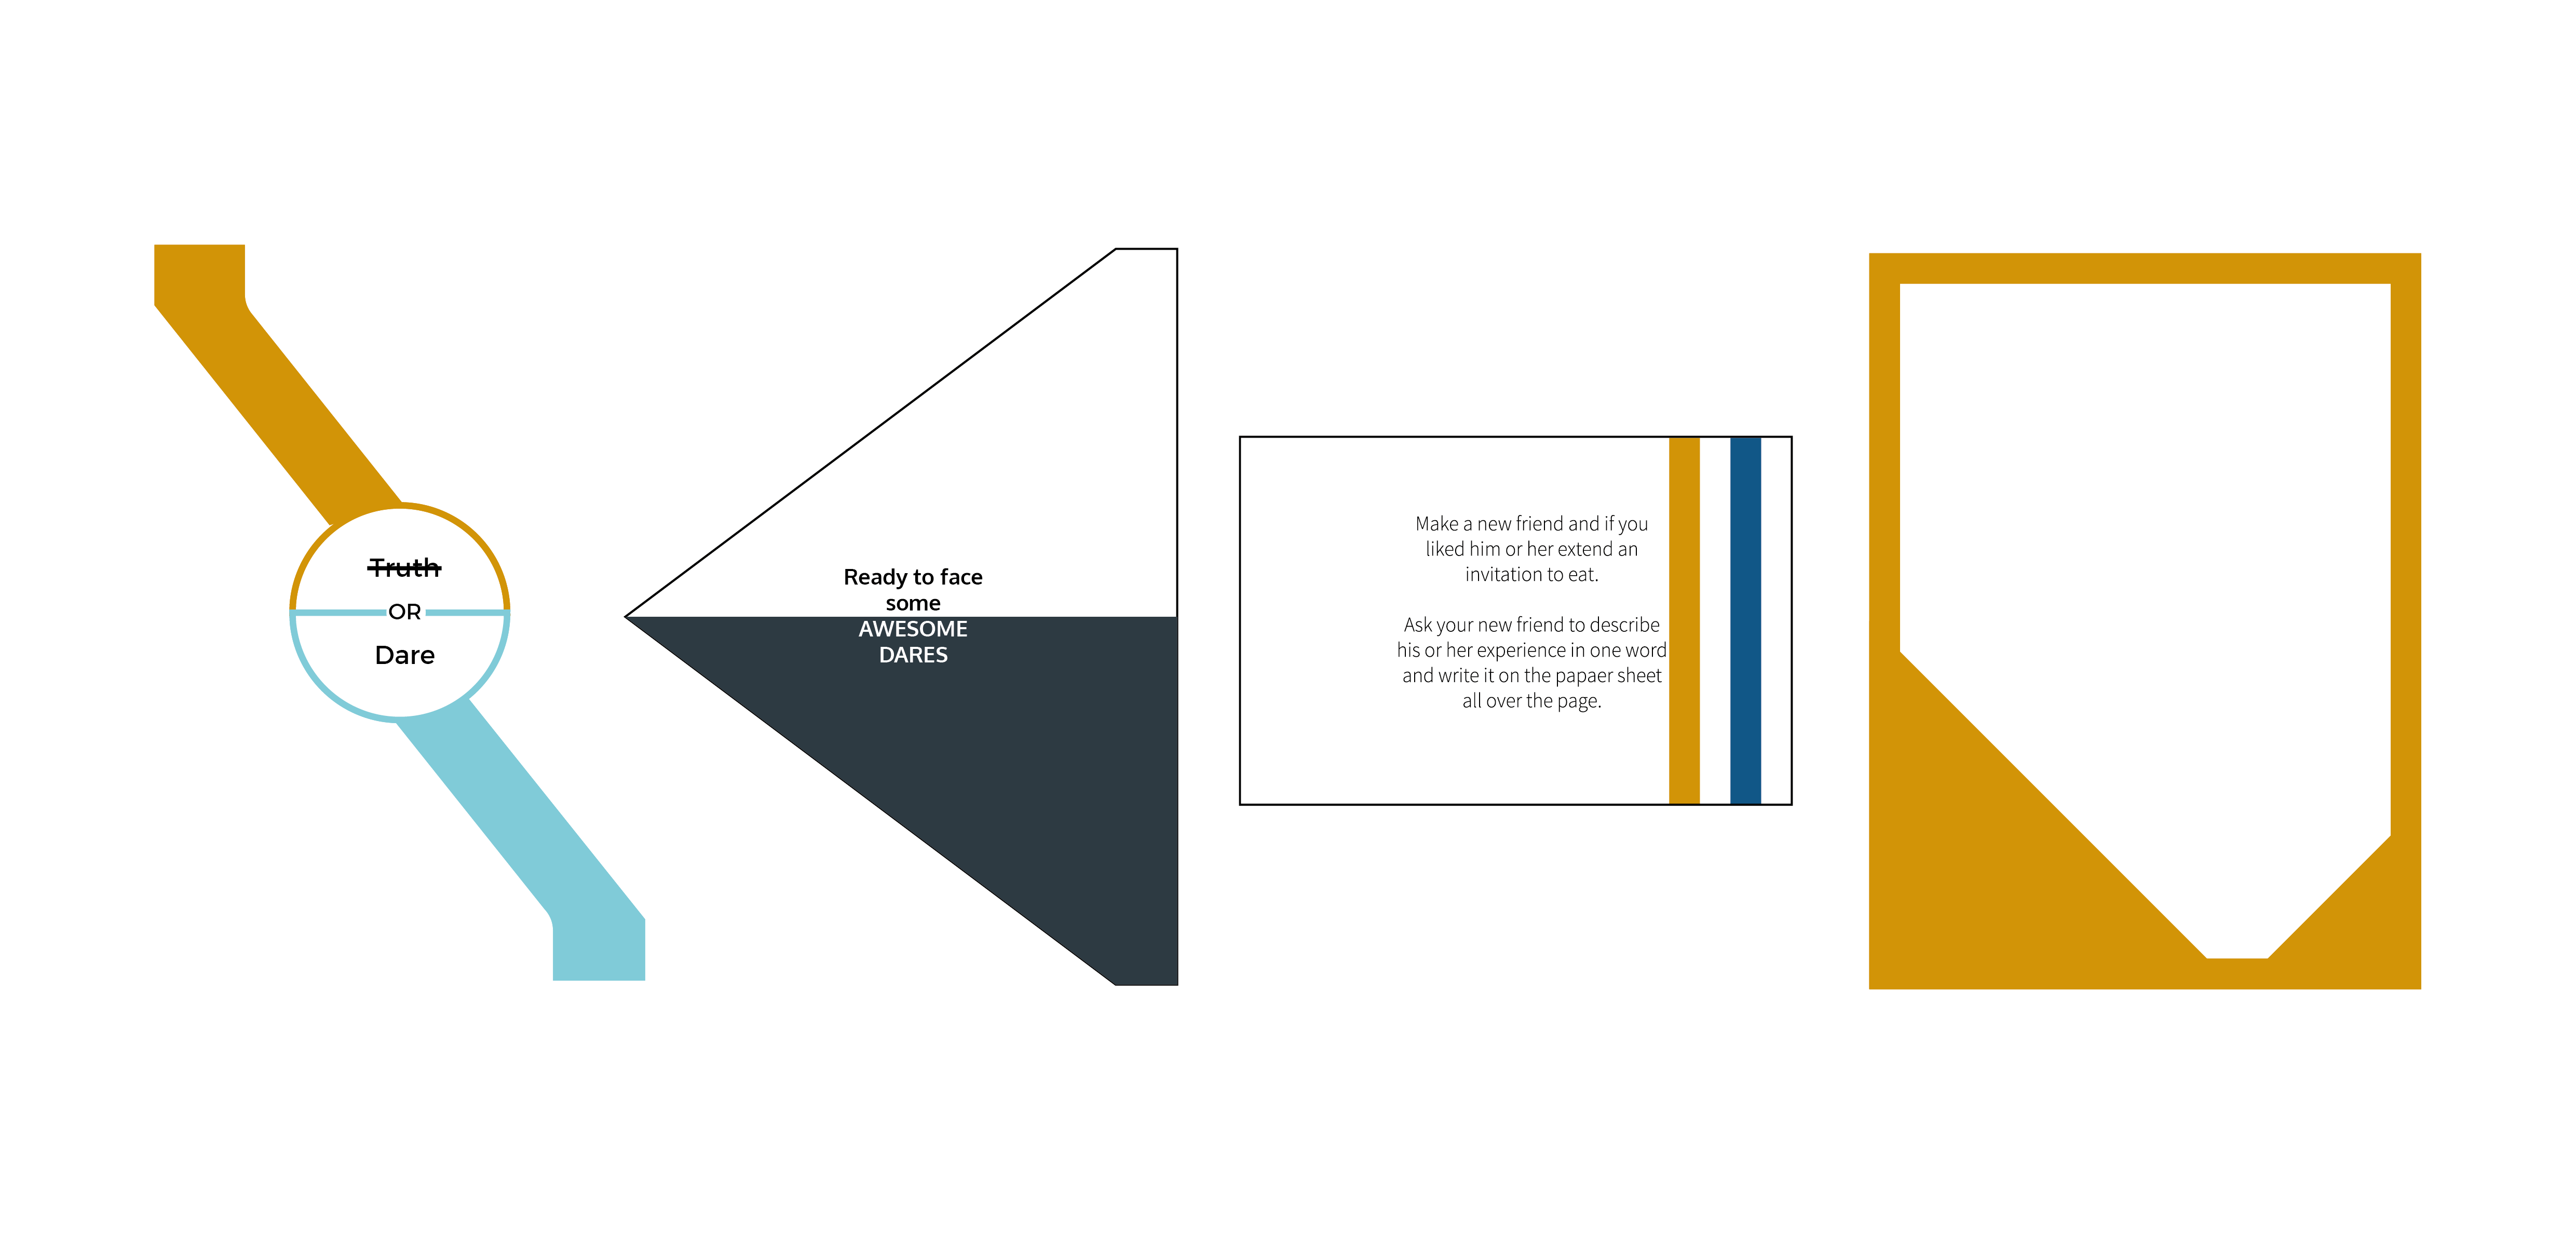 Truth
OR
Dare
Ready to face
some
AWESOME
DARES
Make a new friend and if you
liked him or her extend an
invitation to eat.
Ask your new friend to describe
his or her experience in one word
and write it on the papaer sheet
all over the page.